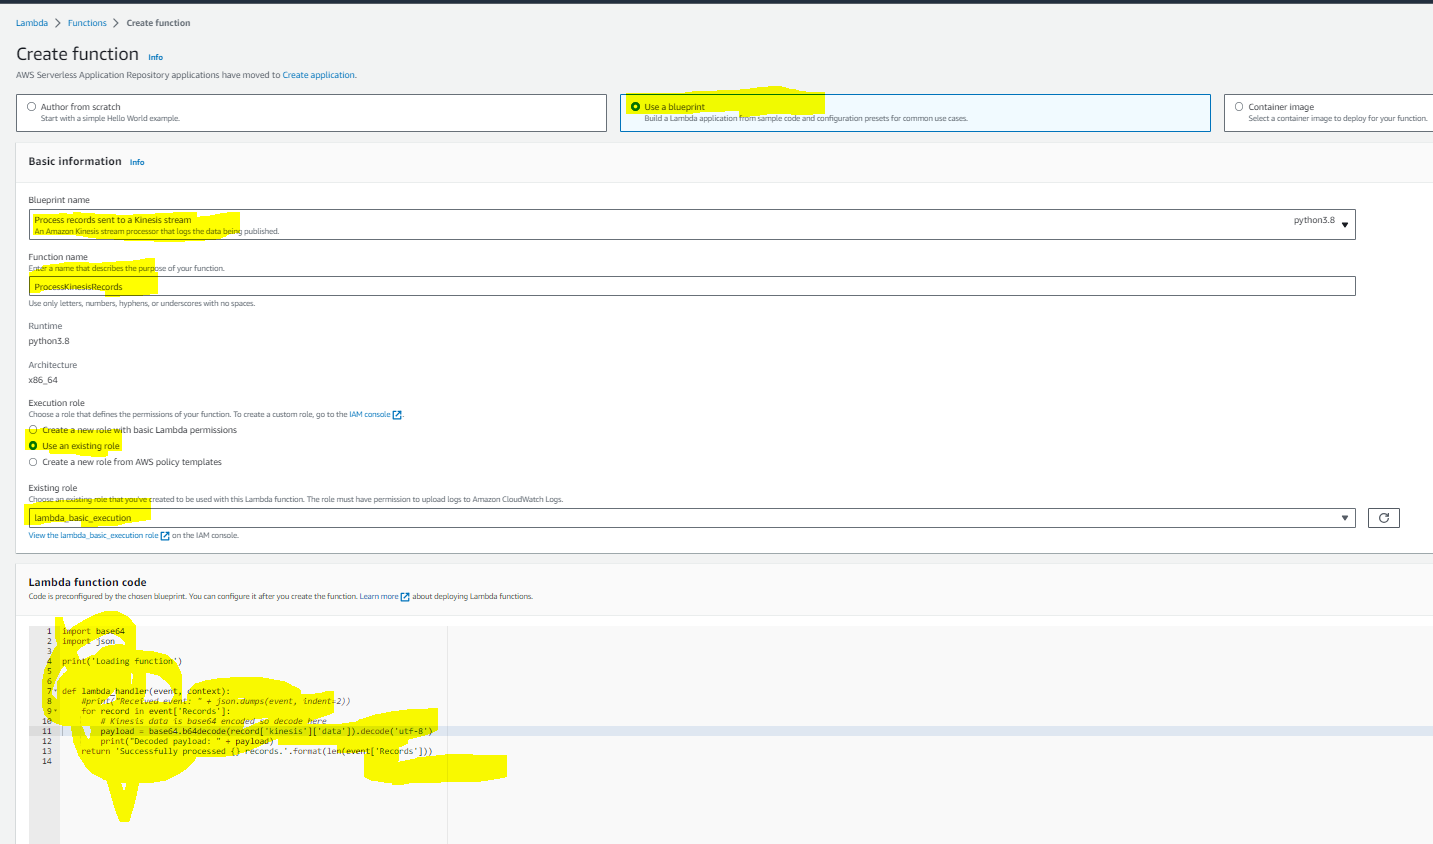 Lambda > Functions > Create function
Create function Info
AWS Serverless Application Repository applications have moved to Create application.
Author from scratch
Start with a simple Hello World example.
Use a blueprint
Build a Lambda application from sample code and configuration presets for common use cases.
Container image
Select a container image to deploy for your function.
Basic information Info
Blueprint name
Process records sent to a Kinesis stream
An Amazon Kinesis stream processor that logs the data being published.
python3.8
Function name
Enter a name that describes the purpose of your function.
ProcessKinesisRecords
Use only letters, numbers, hyphens, or underscores with no spaces.
Runtime
python3.8
Architecture
x86_64
Execution role
Choose a role that defines the permissions of your function. To create a custom role, go to the IAM console.
Create a new role with basic Lambda permissions
Use an existing role
Create a new role from AWS policy templates
Existing role
Choose an existing role that you've created to be used with this Lambda function. The role must have permission to upload logs to Amazon CloudWatch Logs.
lambda_basic_execution
View the lambda_basic_execution role on the IAM console.
Lambda function code
Code is preconfigured by the chosen blueprint. You can configure it after you create the function. Learn more about deploying Lambda functions.
1 import base64
2 import json
3
4 print('Loading function')
5
6
7 def lambda_handler(event, context):
8 #print("Received event: " + json.dumps(event, indent=2))
9 for record in event['Records']:
10 # Kinesis data is base64 encoded so decode here
11 payload = base64.b64decode(record['kinesis']['data']).decode('utf-8')
12 print("Decoded payload: " + payload)
13 return 'Successfully processed {} records.'.format(len(event['Records']))
14